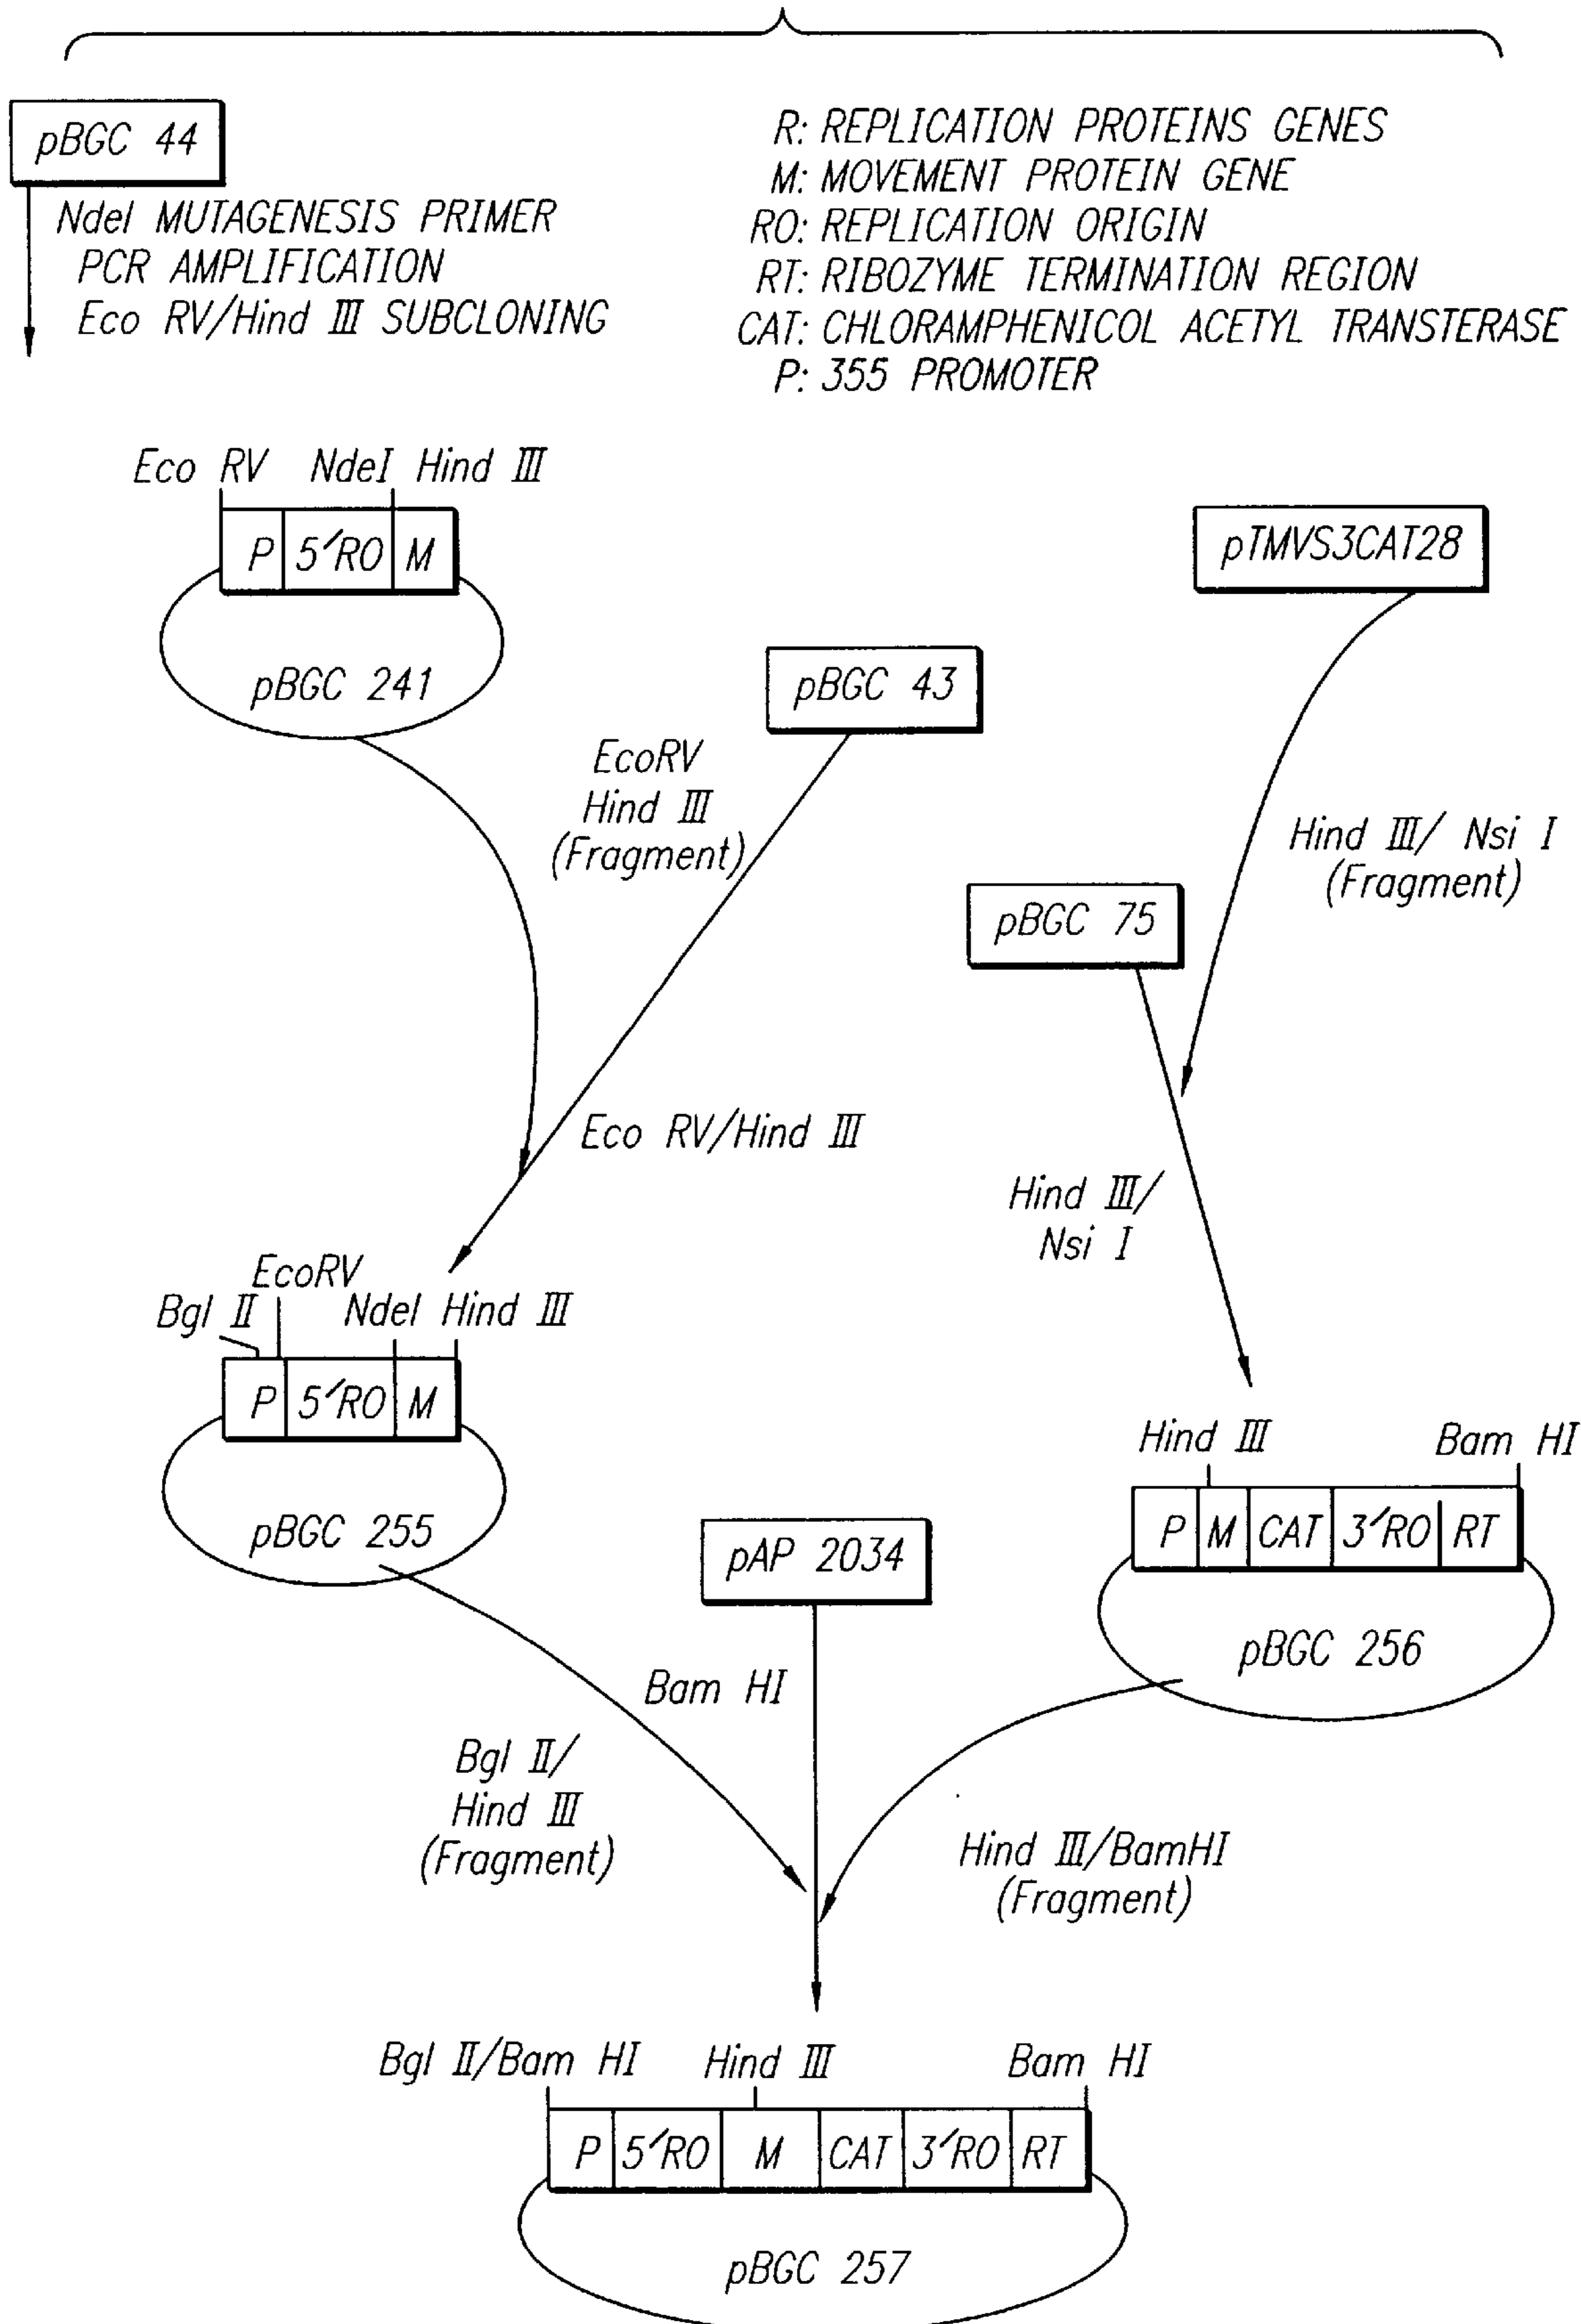 pBGC 44
NdeI MUTAGENESIS PRIMER
PCR AMPLIFICATION
Eco RV/Hind III SUBCLONING
R: REPLICATION PROTEINS GENES
M: MOVEMENT PROTEIN GENE
RO: REPLICATION ORIGIN
RT: RIBOZYME TERMINATION REGION
CAT: CHLORAMPHENICOL ACETYL TRANSTERASE
P: 355 PROMOTER
Eco RV NdeI Hind III
P 5′RO M
pBGC 241
pTMVS3CAT28
pBGC 43
EcoRV
Hind III
(Fragment)
Hind III/ Nsi I
(Fragment)
pBGC 75
Eco RV/Hind III
Hind III/
Nsi I
EcoRV
Bgl II NdeI Hind III
P 5′RO M
pBGC 255
Hind III Bam HI
P M CAT 3′RO RT
pBGC 256
pAP 2034
Bam HI
Bgl II/
Hind III
(Fragment)
Hind III/BamHI
(Fragment)
Bgl II/Bam HI Hind III Bam HI
P 5′RO M CAT 3′RO RT
pBGC 257